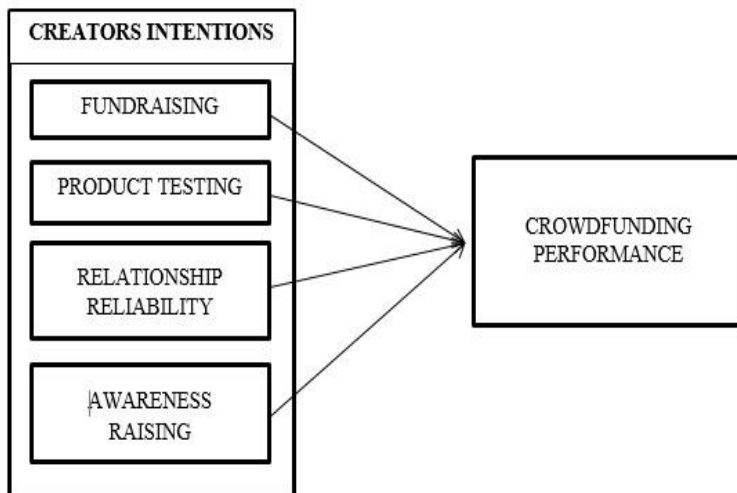 CREATORS INTENTIONS
FUNDRAISING
PRODUCT TESTING
RELATIONSHIP
RELIABILITY
AWARENESS
RAISING
CROWDFUNDING
PERFORMANCE